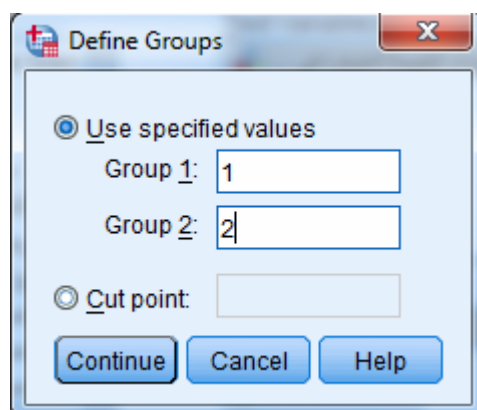 Define Groups
Use specified values
Group 1: 1
Group 2: 2
Cut point:
Continue Cancel Help